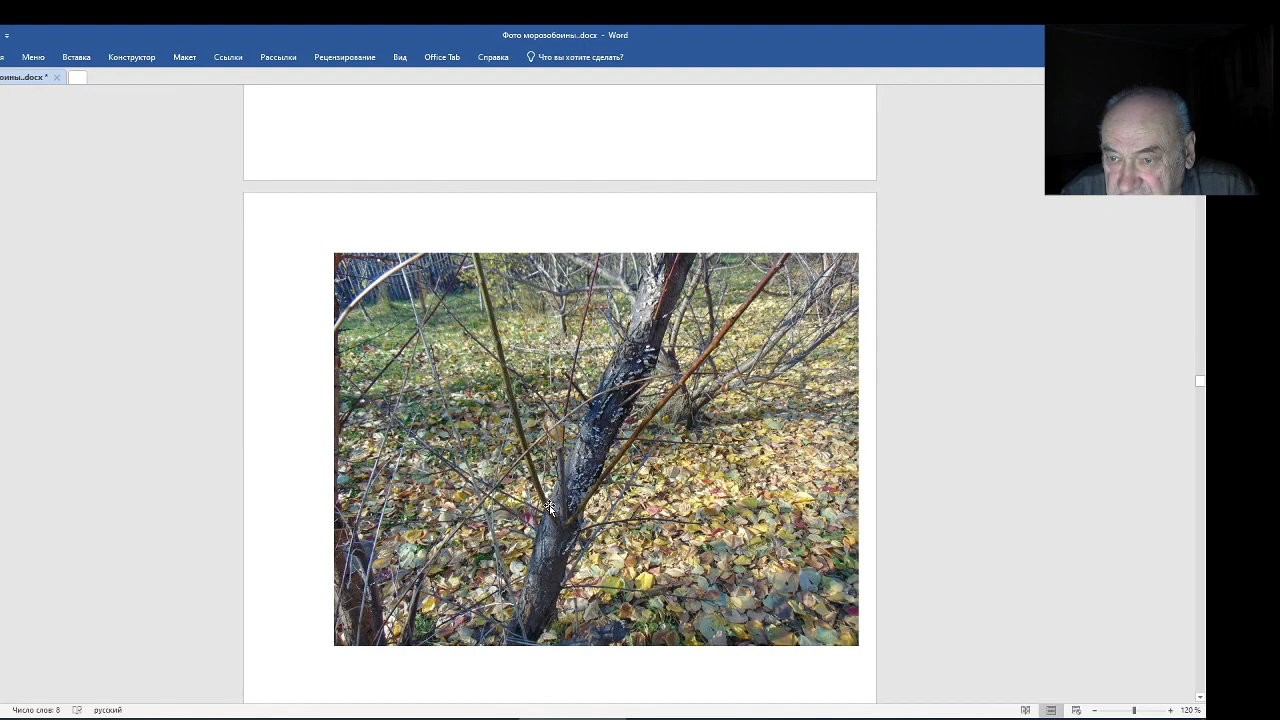 Фото морозобоины..docx - Word
я Меню Вставка Конструктор Макет Ссылки Рассылки Рецензирование Вид Office Tab Справка Что вы хотите сделать?
оины..docx *
Число слов: 8 русский 120 %